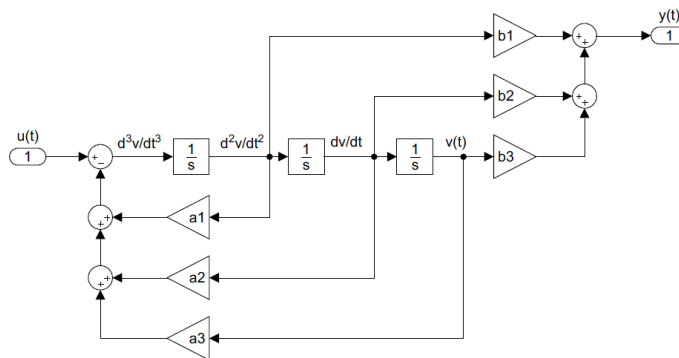 y(t)
1
b1
+
+
b2
+
+
u(t)
1
+
−
d³v/dt³
1
s
d²v/dt²
1
s
dv/dt
1
s
v(t)
b3
a1
+
+
a2
+
+
a3